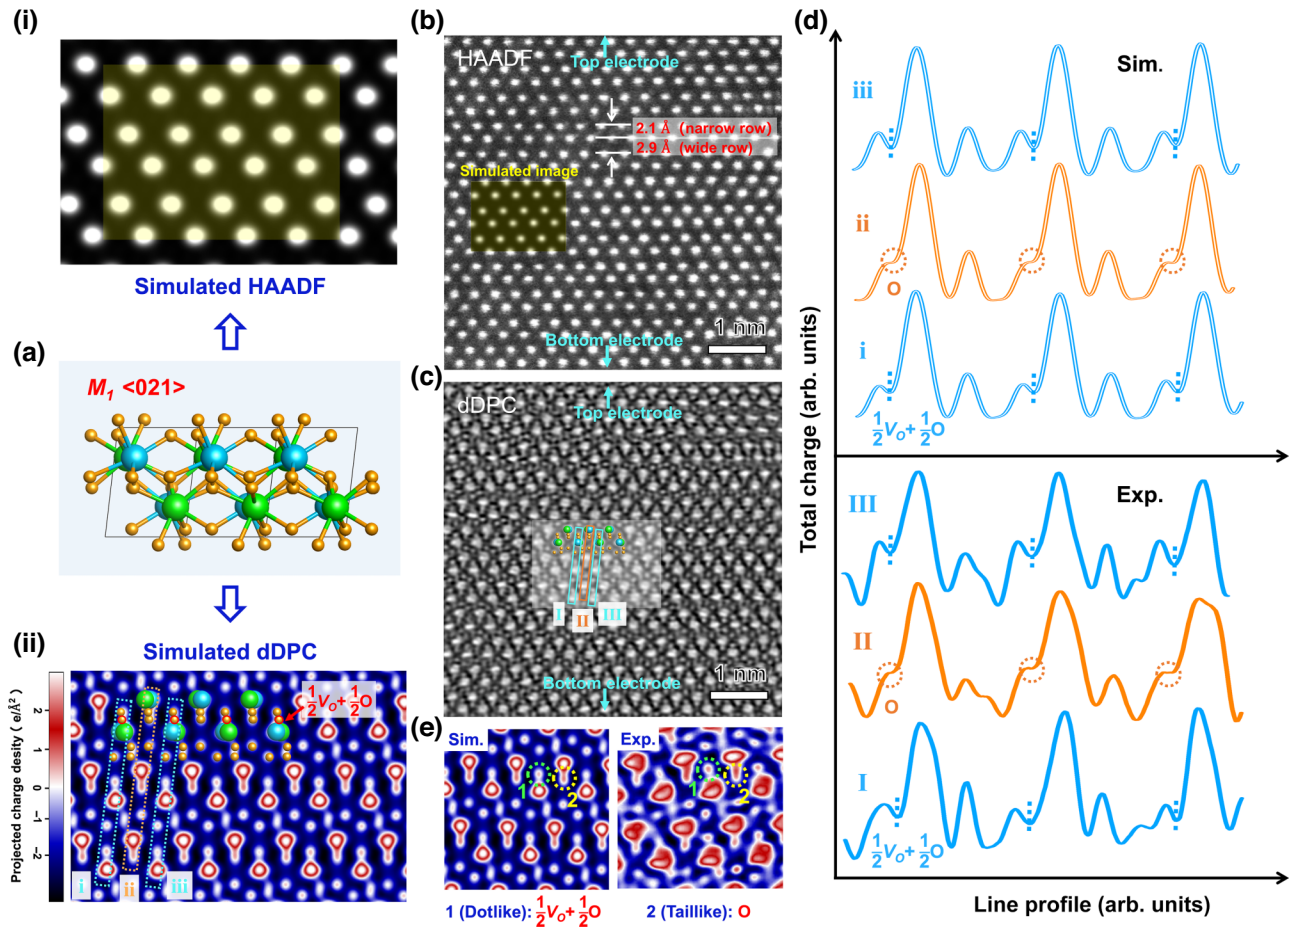 (i)
Simulated HAADF
(a)
M1 <021>
(ii)
Simulated dDPC
Projected charge desity ( e/Å² )
2
1
0
-1
-2
½Vo + ½O
i
ii
iii
(b)
HAADF
Top electrode
2.1 Å (narrow row)
2.9 Å (wide row)
Simulated image
1 nm
Bottom electrode
(c)
dDPC
Top electrode
I
II
III
1 nm
Bottom electrode
(e)
Sim.
1
2
Exp.
1
2
1 (Dotlike): ½Vo + ½O
2 (Taillike): O
(d)
Total charge (arb. units)
Sim.
iii
ii
O
i
½Vo + ½O
Exp.
III
II
O
I
½Vo + ½O
Line profile (arb. units)